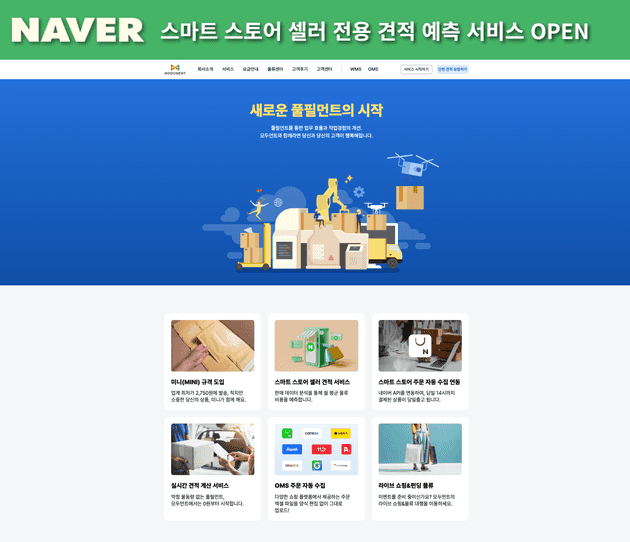 NAVER 스마트 스토어 셀러 전용 견적 예측 서비스 OPEN
MODUMENT 회사소개 서비스 요금안내 물류센터 고객후기 고객센터 WMS OMS 서비스 시작하기 간편 견적 요청하기
새로운 풀필먼트의 시작
풀필먼트를 통한 업무 효율과 작업경험의 개선,
모두먼트와 함께라면 당신과 당신의 고객이 행복해집니다.
미니(MINI) 규격 도입
업계 최저가 2,750원에 발송, 작지만
소중한 당신의 상품, 미니가 함께 해요.
스마트 스토어 셀러 견적 서비스
판매 데이터 분석을 통해 월 평균 물류
비용을 예측합니다.
스마트 스토어 주문 자동 수집 연동
네이버 API를 연동하여, 당일 14시까지
결제된 상품이 당일출고 됩니다.
실시간 견적 계산 서비스
약정 물동량 없는 풀필먼트,
모두먼트에서는 0원부터 시작합니다.
OMS 주문 자동 수집
다양한 쇼핑 플랫폼에서 제공하는 주문
엑셀 파일을 양식 편집 없이 그대로
업로드!
라이브 쇼핑&펀딩 물류
이벤트를 준비 중이신가요? 모두먼트의
라이브 쇼핑&물류 대행을 이용하세요.